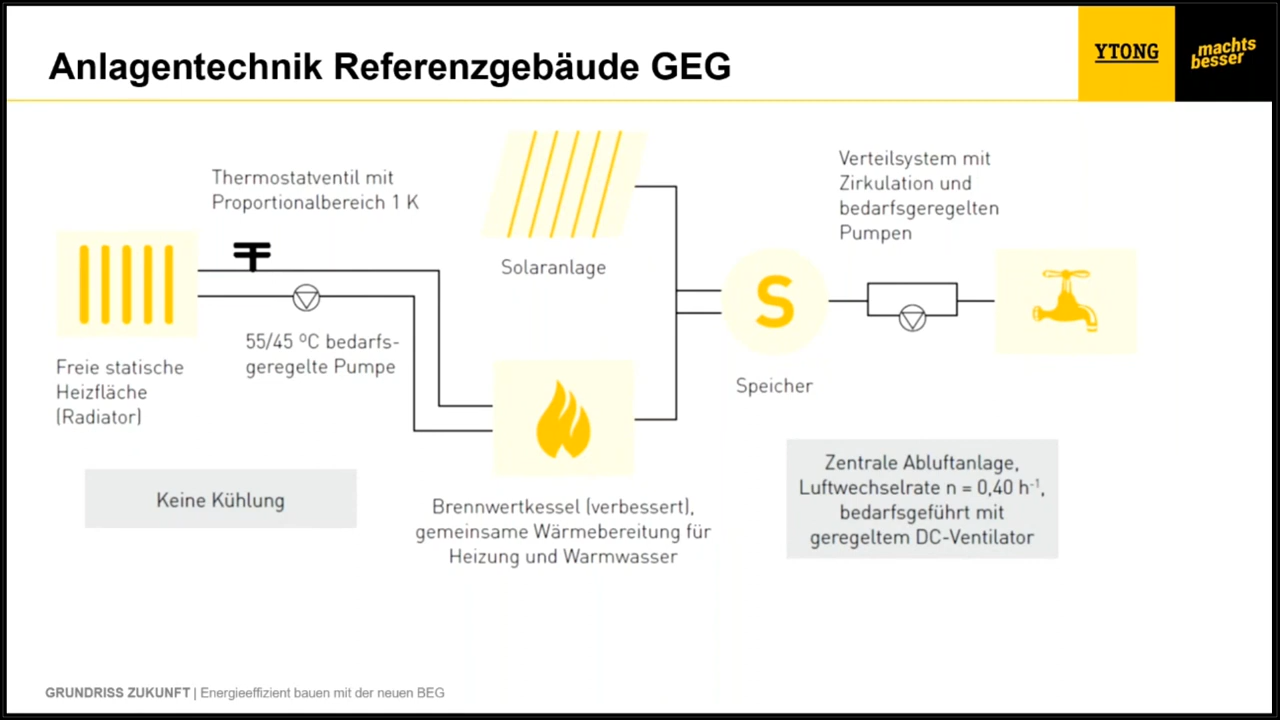 Anlagentechnik Referenzgebäude GEG
YTONG
machts
besser
Thermostatventil mit
Proportionalbereich 1 K
Solaranlage
Verteilsystem mit
Zirkulation und
bedarfsgeregelten
Pumpen
55/45 ºC bedarfs-
geregelte Pumpe
Freie statische
Heizfläche
(Radiator)
S
Speicher
Keine Kühlung
Brennwertkessel (verbessert),
gemeinsame Wärmebereitung für
Heizung und Warmwasser
Zentrale Abluftanlage,
Luftwechselrate n = 0,40 h⁻¹,
bedarfsgeführt mit
geregeltem DC-Ventilator
GRUNDRISS ZUKUNFT | Energieeffizient bauen mit der neuen BEG